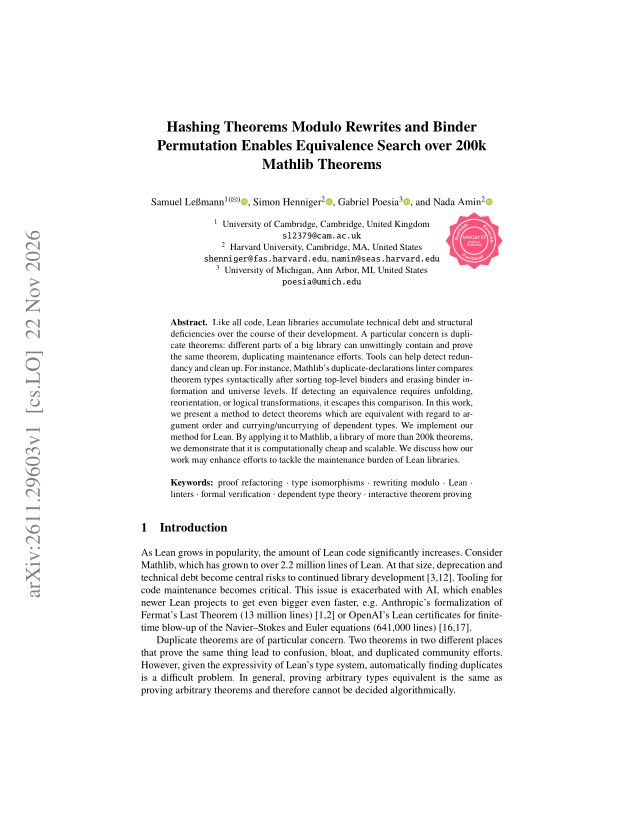 Hashing Theorems Modulo Rewrites and Binder
Permutation Enables Equivalence Search over 200k
Mathlib Theorems
Samuel Leßmann1(✉), Simon Henniger2, Gabriel Poesia3, and Nada Amin2
1 University of Cambridge, Cambridge, United Kingdom
sl2379@cam.ac.uk
2 Harvard University, Cambridge, MA, United States
shenniger@fas.harvard.edu, namin@seas.harvard.edu
3 University of Michigan, Ann Arbor, MI, United States
poesia@umich.edu
Abstract. Like all code, Lean libraries accumulate technical debt and structural
deficiencies over the course of their development. A particular concern is dupli-
cate theorems: different parts of a big library can unwittingly contain and prove
the same theorem, duplicating maintenance efforts. Tools can help detect redun-
dancy and clean up. For instance, Mathlib's duplicate-declarations linter compares
theorem types syntactically after sorting top-level binders and erasing binder in-
formation and universe levels. If detecting an equivalence requires unfolding,
reorientation, or logical transformations, it escapes this comparison. In this work,
we present a method to detect theorems which are equivalent with regard to ar-
gument order and currying/uncurrying of dependent types. We implement our
method for Lean. By applying it to Mathlib, a library of more than 200k theorems,
we demonstrate that it is computationally cheap and scalable. We discuss how our
work may enhance efforts to tackle the maintenance burden of Lean libraries.
Keywords: proof refactoring · type isomorphisms · rewriting modulo · Lean ·
linters · formal verification · dependent type theory · interactive theorem proving
1 Introduction
As Lean grows in popularity, the amount of Lean code significantly increases. Consider
Mathlib, which has grown to over 2.2 million lines of Lean. At that size, deprecation and
technical debt become central risks to continued library development [3,12]. Tooling for
code maintenance becomes critical. This issue is exacerbated with AI, which enables
newer Lean projects to get even bigger even faster, e.g. Anthropic's formalization of
Fermat's Last Theorem (13 million lines) [1,2] or OpenAI's Lean certificates for finite-
time blow-up of the Navier–Stokes and Euler equations (641,000 lines) [16,17].
Duplicate theorems are of particular concern. Two theorems in two different places
that prove the same thing lead to confusion, bloat, and duplicated community efforts.
However, given the expressivity of Lean's type system, automatically finding duplicates
is a difficult problem. In general, proving arbitrary types equivalent is the same as
proving arbitrary theorems and therefore cannot be decided algorithmically.
arXiv:2611.29603v1 [cs.LO] 22 Nov 2026